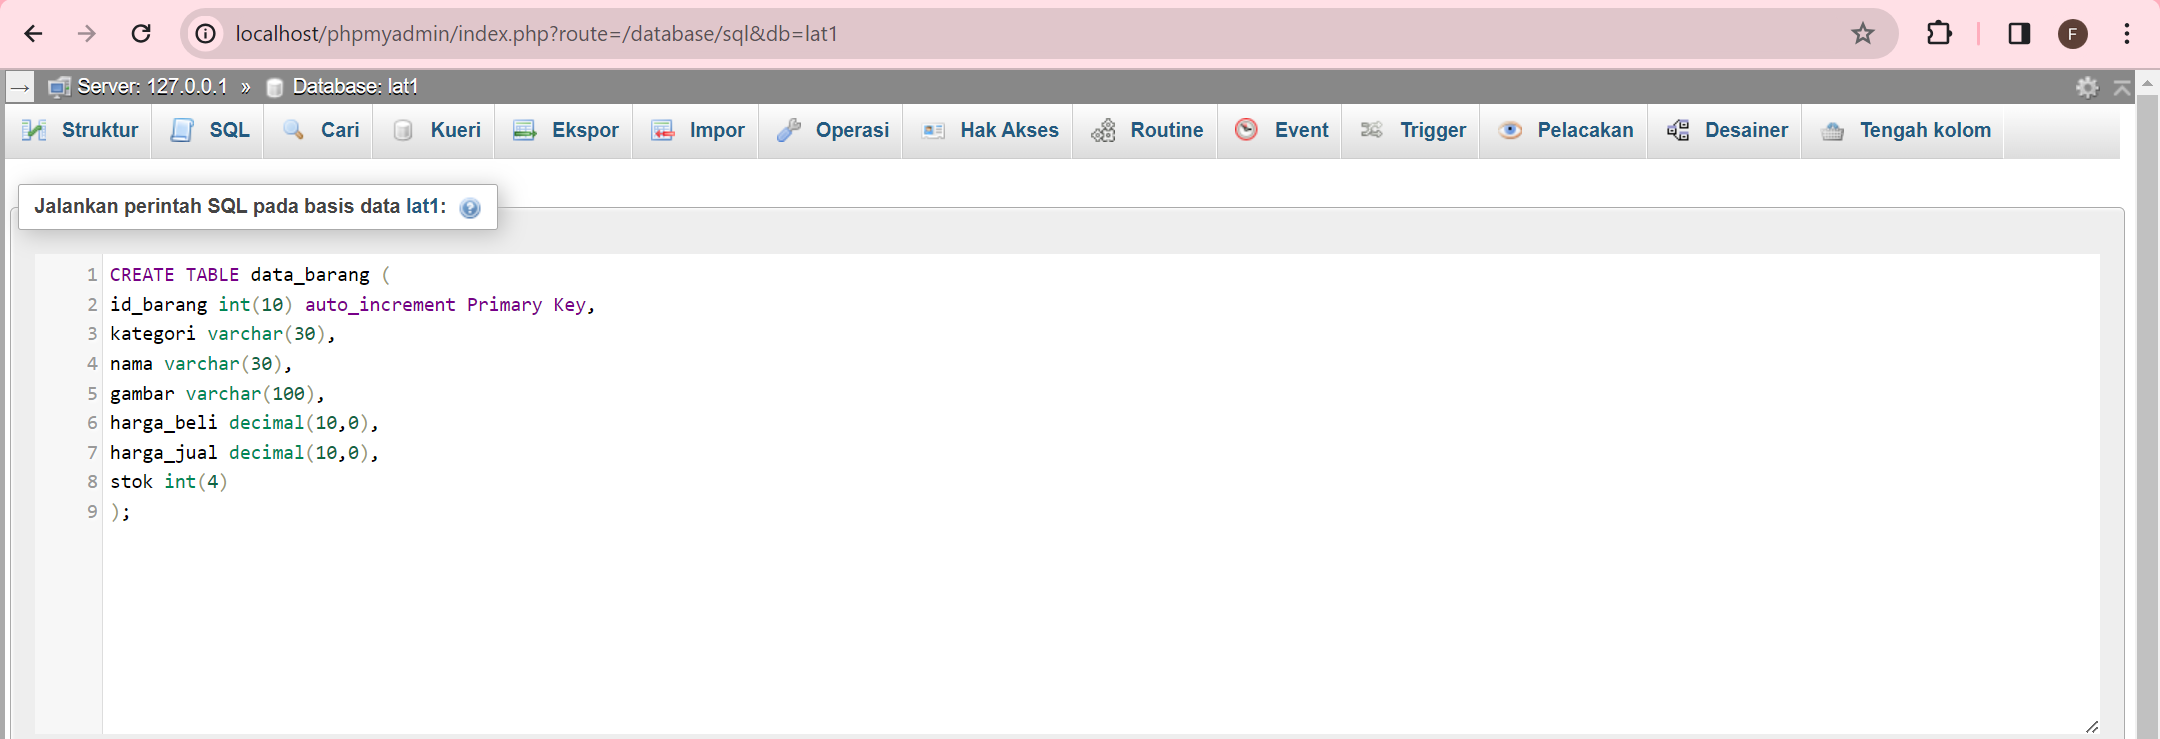 localhost/phpmyadmin/index.php?route=/database/sql&db=lat1
F
Server: 127.0.0.1 » Database: lat1
Struktur SQL Cari Kueri Ekspor Impor Operasi Hak Akses Routine Event Trigger Pelacakan Desainer Tengah kolom
Jalankan perintah SQL pada basis data lat1:
1 CREATE TABLE data_barang (
2 id_barang int(10) auto_increment Primary Key,
3 kategori varchar(30),
4 nama varchar(30),
5 gambar varchar(100),
6 harga_beli decimal(10,0),
7 harga_jual decimal(10,0),
8 stok int(4)
9 );